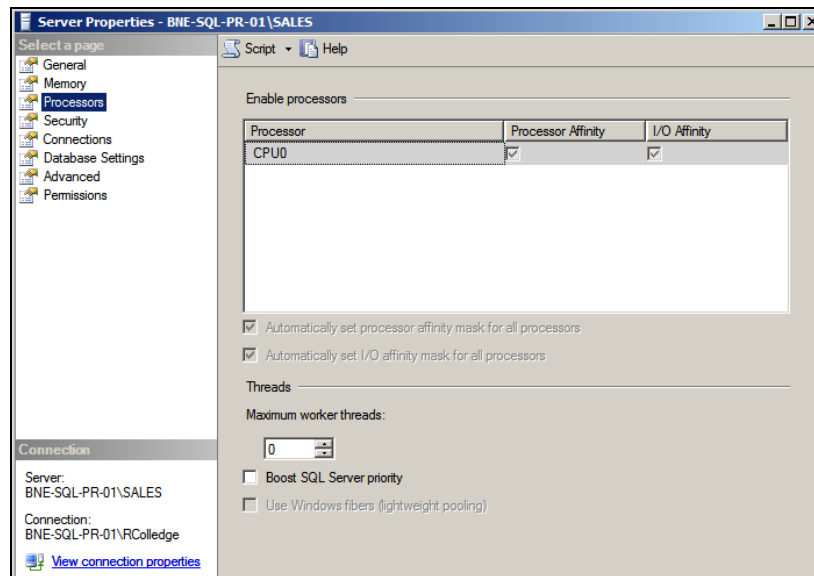 Server Properties - BNE-SQL-PR-01\SALES
Select a page
General
Memory
Processors
Security
Connections
Database Settings
Advanced
Permissions
Script
Help
Enable processors
Processor Processor Affinity I/O Affinity
CPU0
Automatically set processor affinity mask for all processors
Automatically set I/O affinity mask for all processors
Threads
Maximum worker threads:
0
Boost SQL Server priority
Use Windows fibers (lightweight pooling)
Connection
Server:
BNE-SQL-PR-01\SALES
Connection:
BNE-SQL-PR-01\RColledge
View connection properties